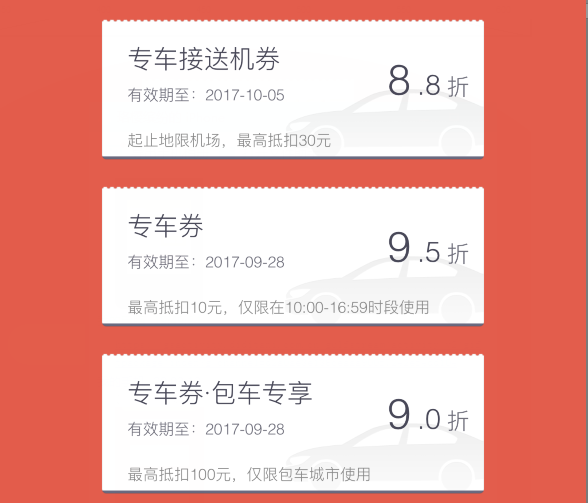 专车接送机券
有效期至：2017-10-05
8.8折
起止地限机场，最高抵扣30元
专车券
有效期至：2017-09-28
9.5折
最高抵扣10元，仅限在10:00-16:59时段使用
专车券·包车专享
有效期至：2017-09-28
9.0折
最高抵扣100元，仅限包车城市使用